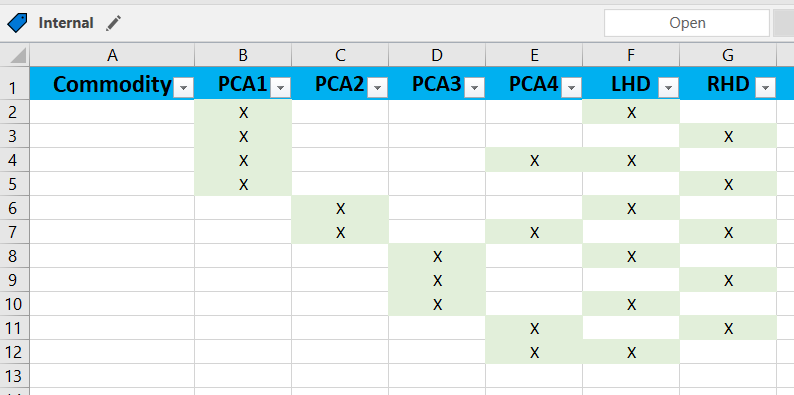 Internal Open
A B C D E F G
1 Commodity PCA1 PCA2 PCA3 PCA4 LHD RHD
2 X X
3 X X
4 X X X
5 X X
6 X X
7 X X X
8 X X
9 X X
10 X X
11 X X
12 X X
13